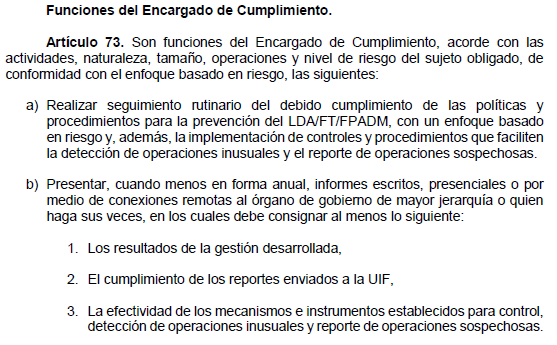 Funciones del Encargado de Cumplimiento.
Artículo 73. Son funciones del Encargado de Cumplimiento, acorde con las
actividades, naturaleza, tamaño, operaciones y nivel de riesgo del sujeto obligado, de
conformidad con el enfoque basado en riesgo, las siguientes:
a) Realizar seguimiento rutinario del debido cumplimiento de las políticas y
procedimientos para la prevención del LDA/FT/FPADM, con un enfoque basado
en riesgo y, además, la implementación de controles y procedimientos que faciliten
la detección de operaciones inusuales y el reporte de operaciones sospechosas.
b) Presentar, cuando menos en forma anual, informes escritos, presenciales o por
medio de conexiones remotas al órgano de gobierno de mayor jerarquía o quien
haga sus veces, en los cuales debe consignar al menos lo siguiente:
1. Los resultados de la gestión desarrollada,
2. El cumplimiento de los reportes enviados a la UIF,
3. La efectividad de los mecanismos e instrumentos establecidos para control,
detección de operaciones inusuales y reporte de operaciones sospechosas.